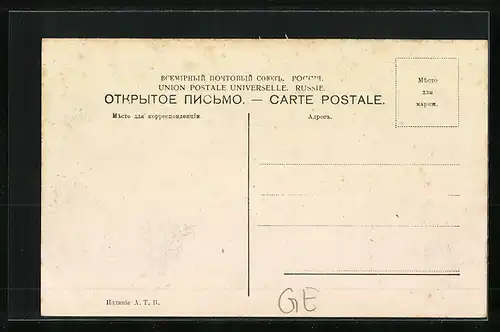 ВСЕМІРНЫЙ ПОЧТОВЫЙ СОЮЗЪ. РОССІЯ.
UNION POSTALE UNIVERSELLE. RUSSIE.
ОТКРЫТОЕ ПИСЬМО. — CARTE POSTALE.
Мѣсто
для
марки.
Мѣсто для корреспонденціи.
Адресъ.
Изданіе А. Т. В.
GE